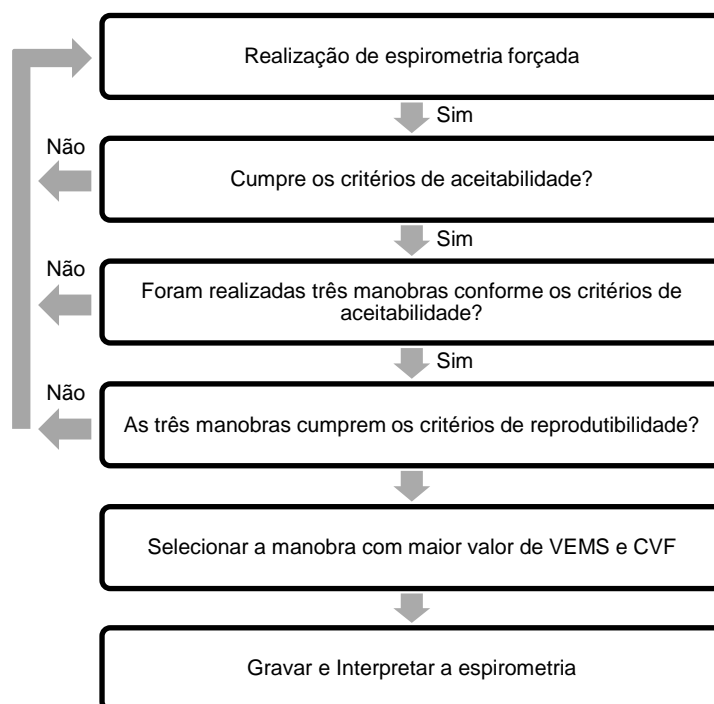 Realização de espirometria forçada
Sim
Não
Cumpre os critérios de aceitabilidade?
Sim
Não
Foram realizadas três manobras conforme os critérios de
aceitabilidade?
Sim
Não
As três manobras cumprem os critérios de reprodutibilidade?
Selecionar a manobra com maior valor de VEMS e CVF
Gravar e Interpretar a espirometria